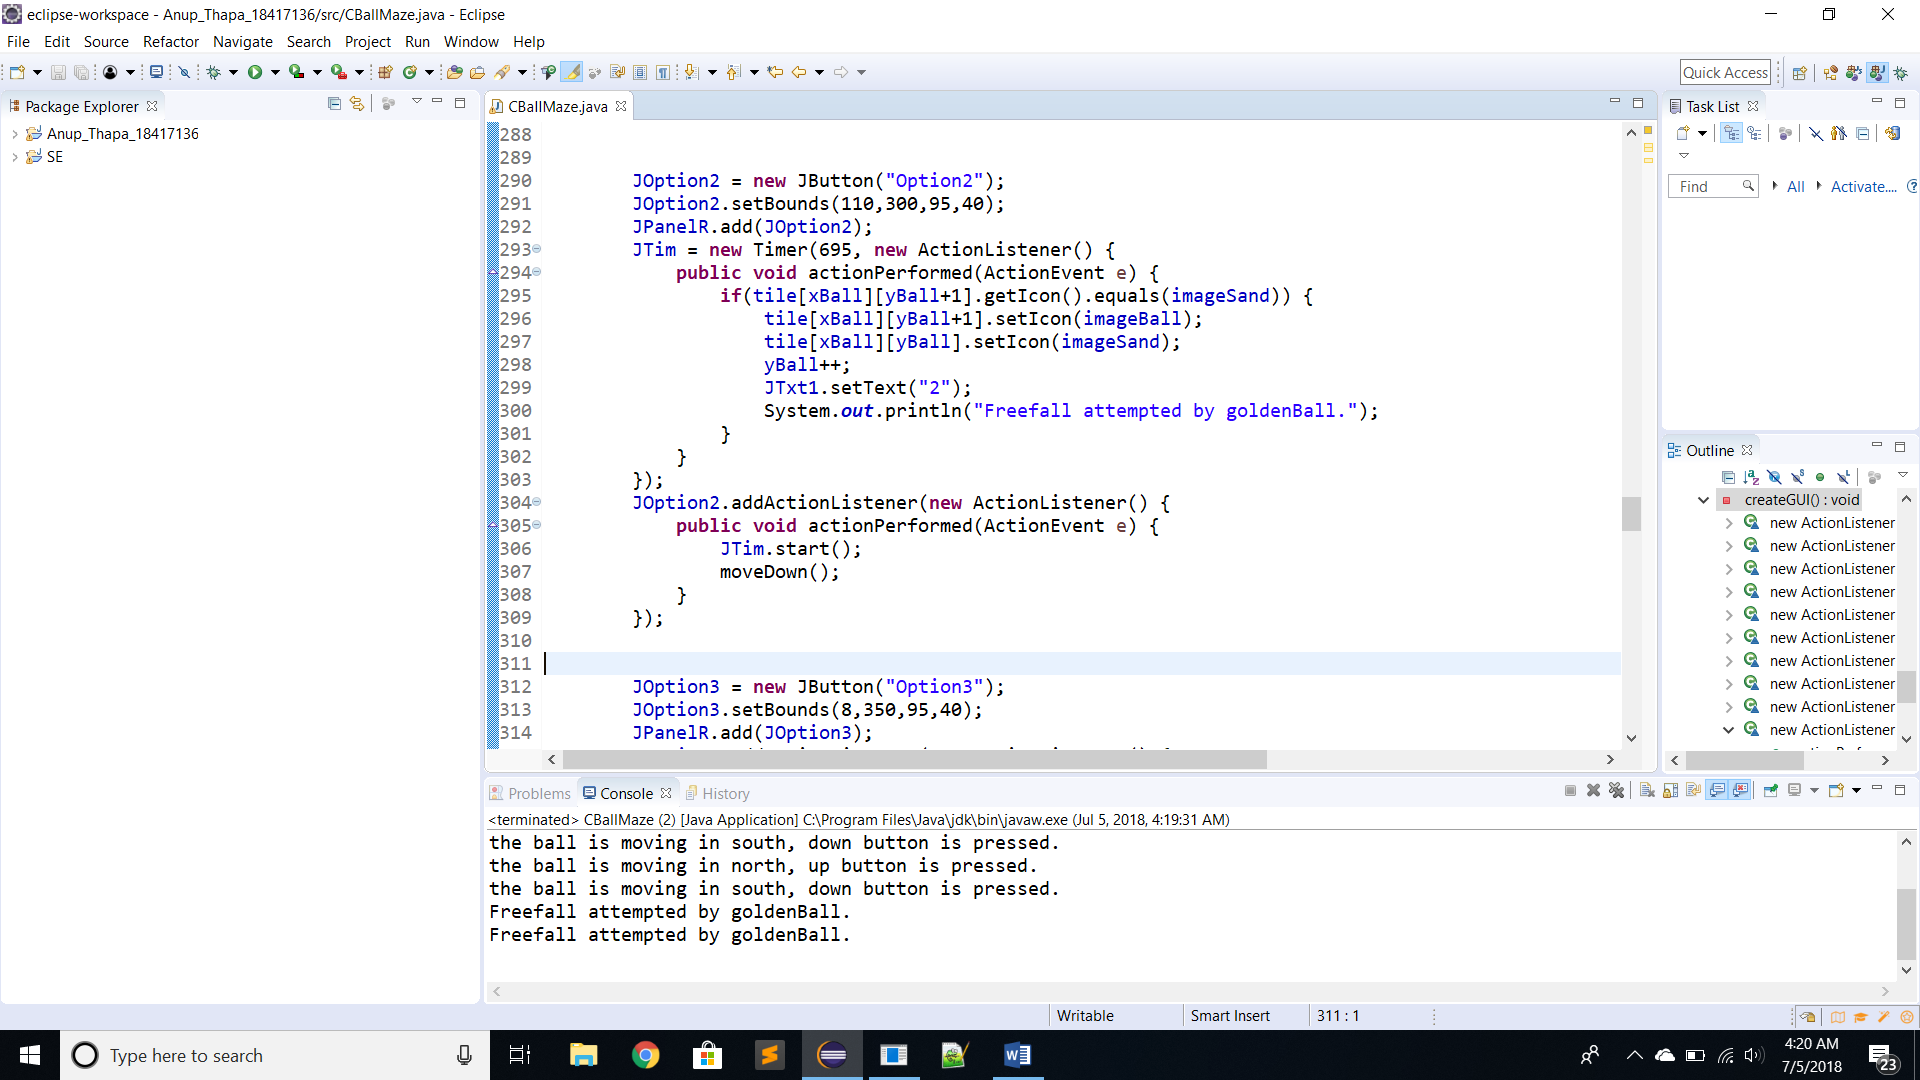 eclipse-workspace - Anup_Thapa_18417136/src/CBallMaze.java - Eclipse
File Edit Source Refactor Navigate Search Project Run Window Help
Quick Access
Package Explorer
Anup_Thapa_18417136
SE
CBallMaze.java
288
289
290 JOption2 = new JButton("Option2");
291 JOption2.setBounds(110,300,95,40);
292 JPanelR.add(JOption2);
293 JTim = new Timer(695, new ActionListener() {
294 public void actionPerformed(ActionEvent e) {
295 if(tile[xBall][yBall+1].getIcon().equals(imageSand)) {
296 tile[xBall][yBall+1].setIcon(imageBall);
297 tile[xBall][yBall].setIcon(imageSand);
298 yBall++;
299 JTxt1.setText("2");
300 System.out.println("Freefall attempted by goldenBall.");
301 }
302 }
303 });
304 JOption2.addActionListener(new ActionListener() {
305 public void actionPerformed(ActionEvent e) {
306 JTim.start();
307 moveDown();
308 }
309 });
310
311
312 JOption3 = new JButton("Option3");
313 JOption3.setBounds(8,350,95,40);
314 JPanelR.add(JOption3);
Task List
Find All Activate....
Outline
createGUI() : void
new ActionListener
new ActionListener
new ActionListener
new ActionListener
new ActionListener
new ActionListener
new ActionListener
new ActionListener
new ActionListener
new ActionListener
Problems Console History
<terminated> CBallMaze (2) [Java Application] C:\Program Files\Java\jdk\bin\javaw.exe (Jul 5, 2018, 4:19:31 AM)
the ball is moving in south, down button is pressed.
the ball is moving in north, up button is pressed.
the ball is moving in south, down button is pressed.
Freefall attempted by goldenBall.
Freefall attempted by goldenBall.
Writable Smart Insert 311 : 1
Type here to search
4:20 AM
7/5/2018
23